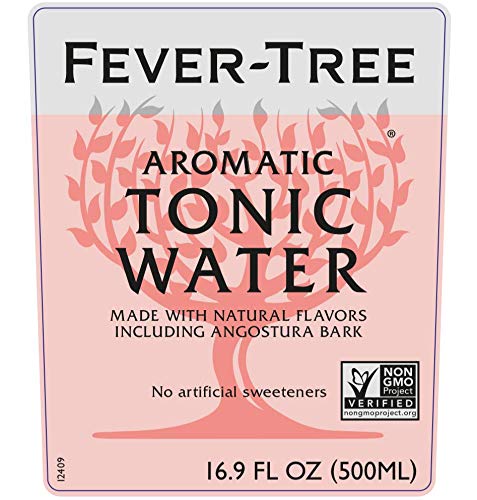 FEVER-TREE
®
AROMATIC
TONIC
WATER
MADE WITH NATURAL FLAVORS
INCLUDING ANGOSTURA BARK
No artificial sweeteners
NON
GMO
Project
VERIFIED
nongmoproject.org
16.9 FL OZ (500ML)
12409